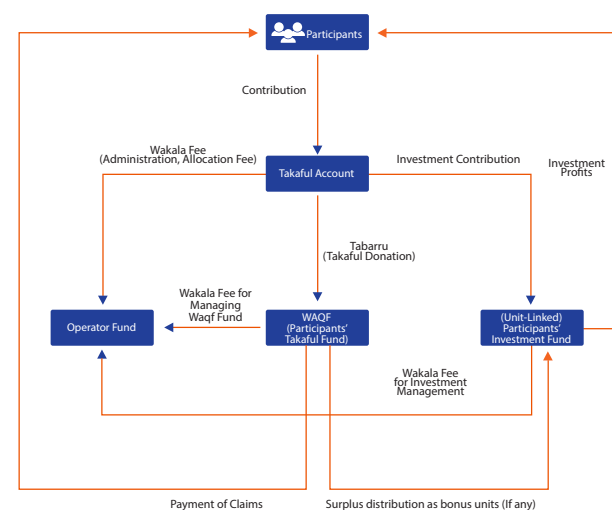 Participants
Contribution
Wakala Fee
(Administration, Allocation Fee)
Takaful Account
Investment Contribution
Investment
Profits
Tabarru
(Takaful Donation)
Wakala Fee for
Managing
Waqf Fund
Operator Fund
WAQF
(Participants’
Takaful Fund)
(Unit-Linked)
Participants’
Investment Fund
Wakala Fee
for Investment
Management
Payment of Claims
Surplus distribution as bonus units (If any)